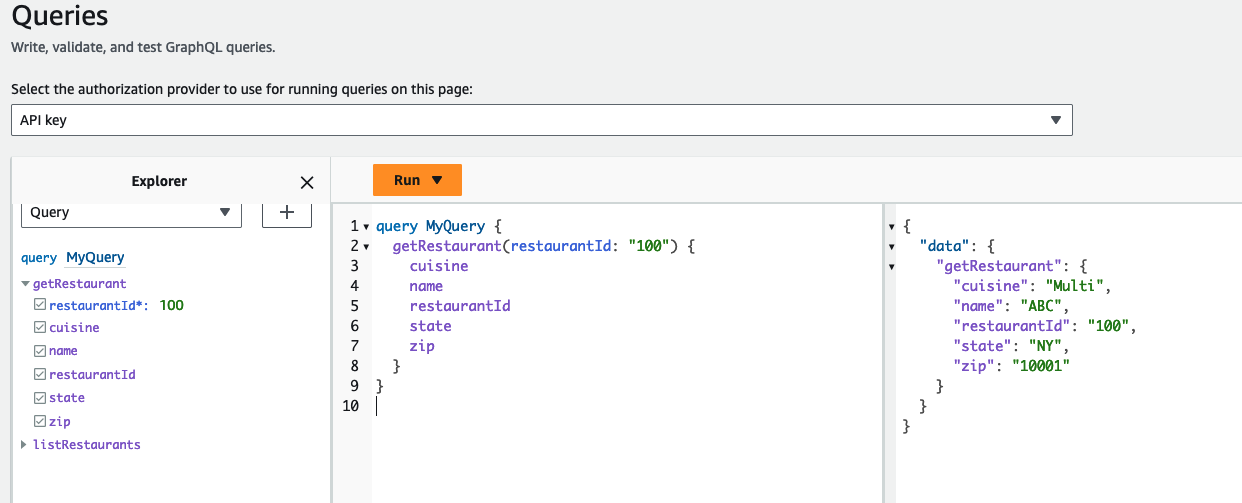 Queries
Write, validate, and test GraphQL queries.
Select the authorization provider to use for running queries on this page:
API key
Explorer
Run
Query
query MyQuery
getRestaurant
restaurantId*: 100
cuisine
name
restaurantId
state
zip
listRestaurants
1 query MyQuery {
2 getRestaurant(restaurantId: "100") {
3 cuisine
4 name
5 restaurantId
6 state
7 zip
8 }
9 }
10
{
"data": {
"getRestaurant": {
"cuisine": "Multi",
"name": "ABC",
"restaurantId": "100",
"state": "NY",
"zip": "10001"
}
}
}